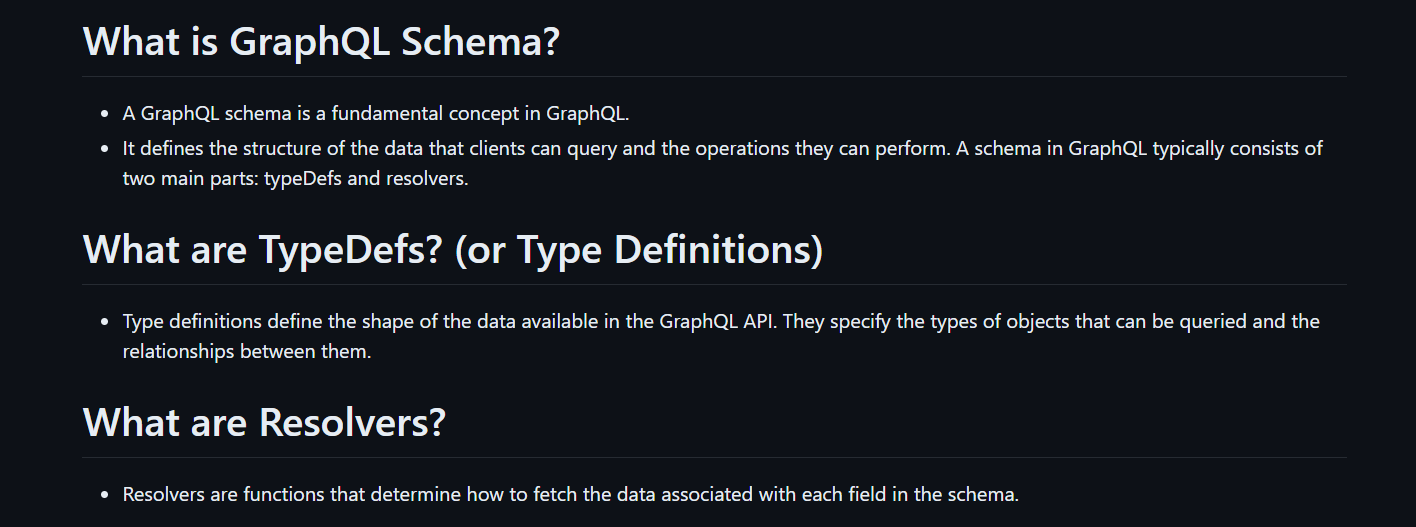 What is GraphQL Schema?
A GraphQL schema is a fundamental concept in GraphQL.
It defines the structure of the data that clients can query and the operations they can perform. A schema in GraphQL typically consists of
two main parts: typeDefs and resolvers.
What are TypeDefs? (or Type Definitions)
Type definitions define the shape of the data available in the GraphQL API. They specify the types of objects that can be queried and the
relationships between them.
What are Resolvers?
Resolvers are functions that determine how to fetch the data associated with each field in the schema.